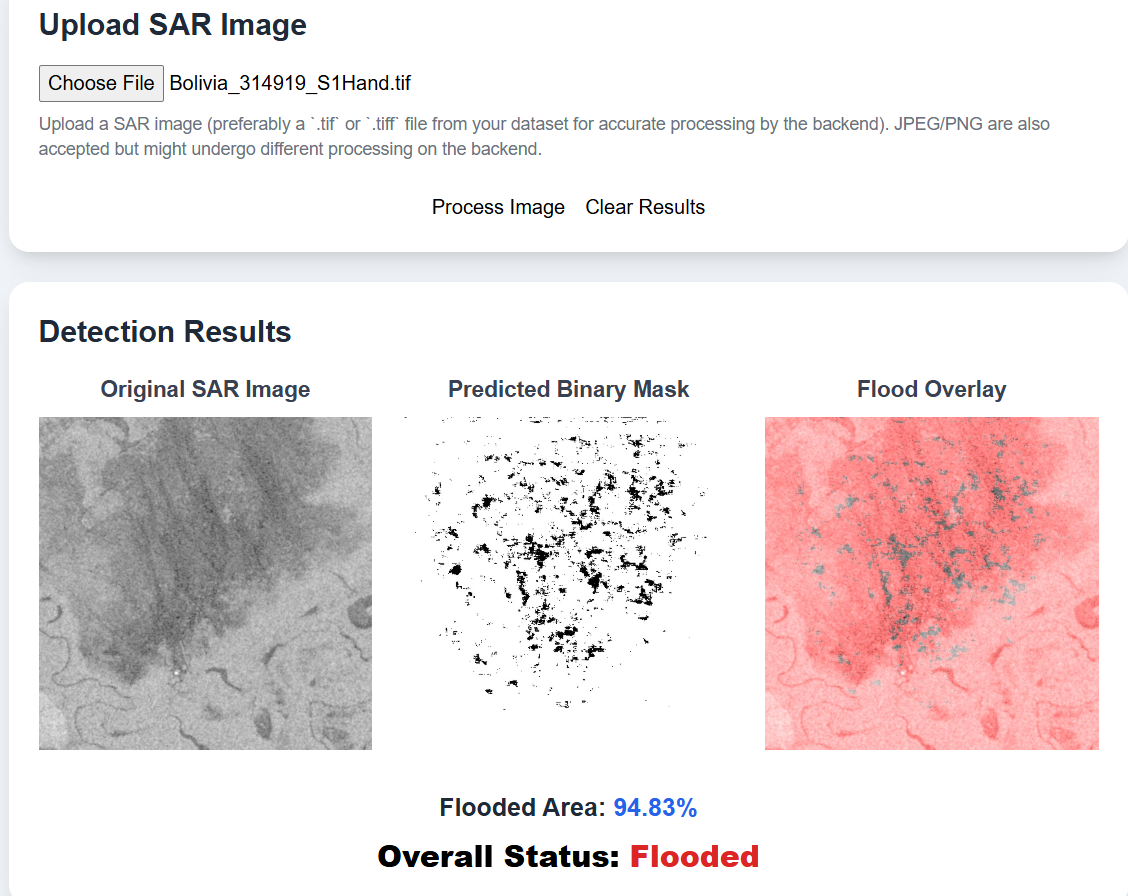 Upload SAR Image
Choose File Bolivia_314919_S1Hand.tif
Upload a SAR image (preferably a `.tif` or `.tiff` file from your dataset for accurate processing by the backend). JPEG/PNG are also
accepted but might undergo different processing on the backend.
Process Image Clear Results
Detection Results
Original SAR Image Predicted Binary Mask Flood Overlay
Flooded Area: 94.83%
Overall Status: Flooded